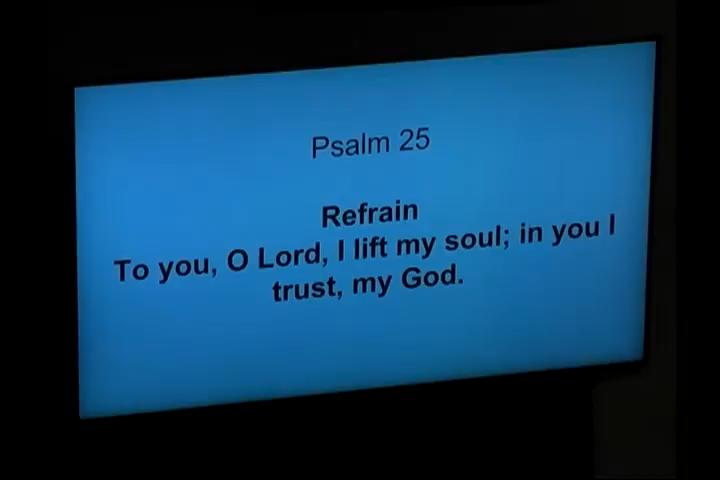 Psalm 25
Refrain
To you, O Lord, I lift my soul; in you I
trust, my God.